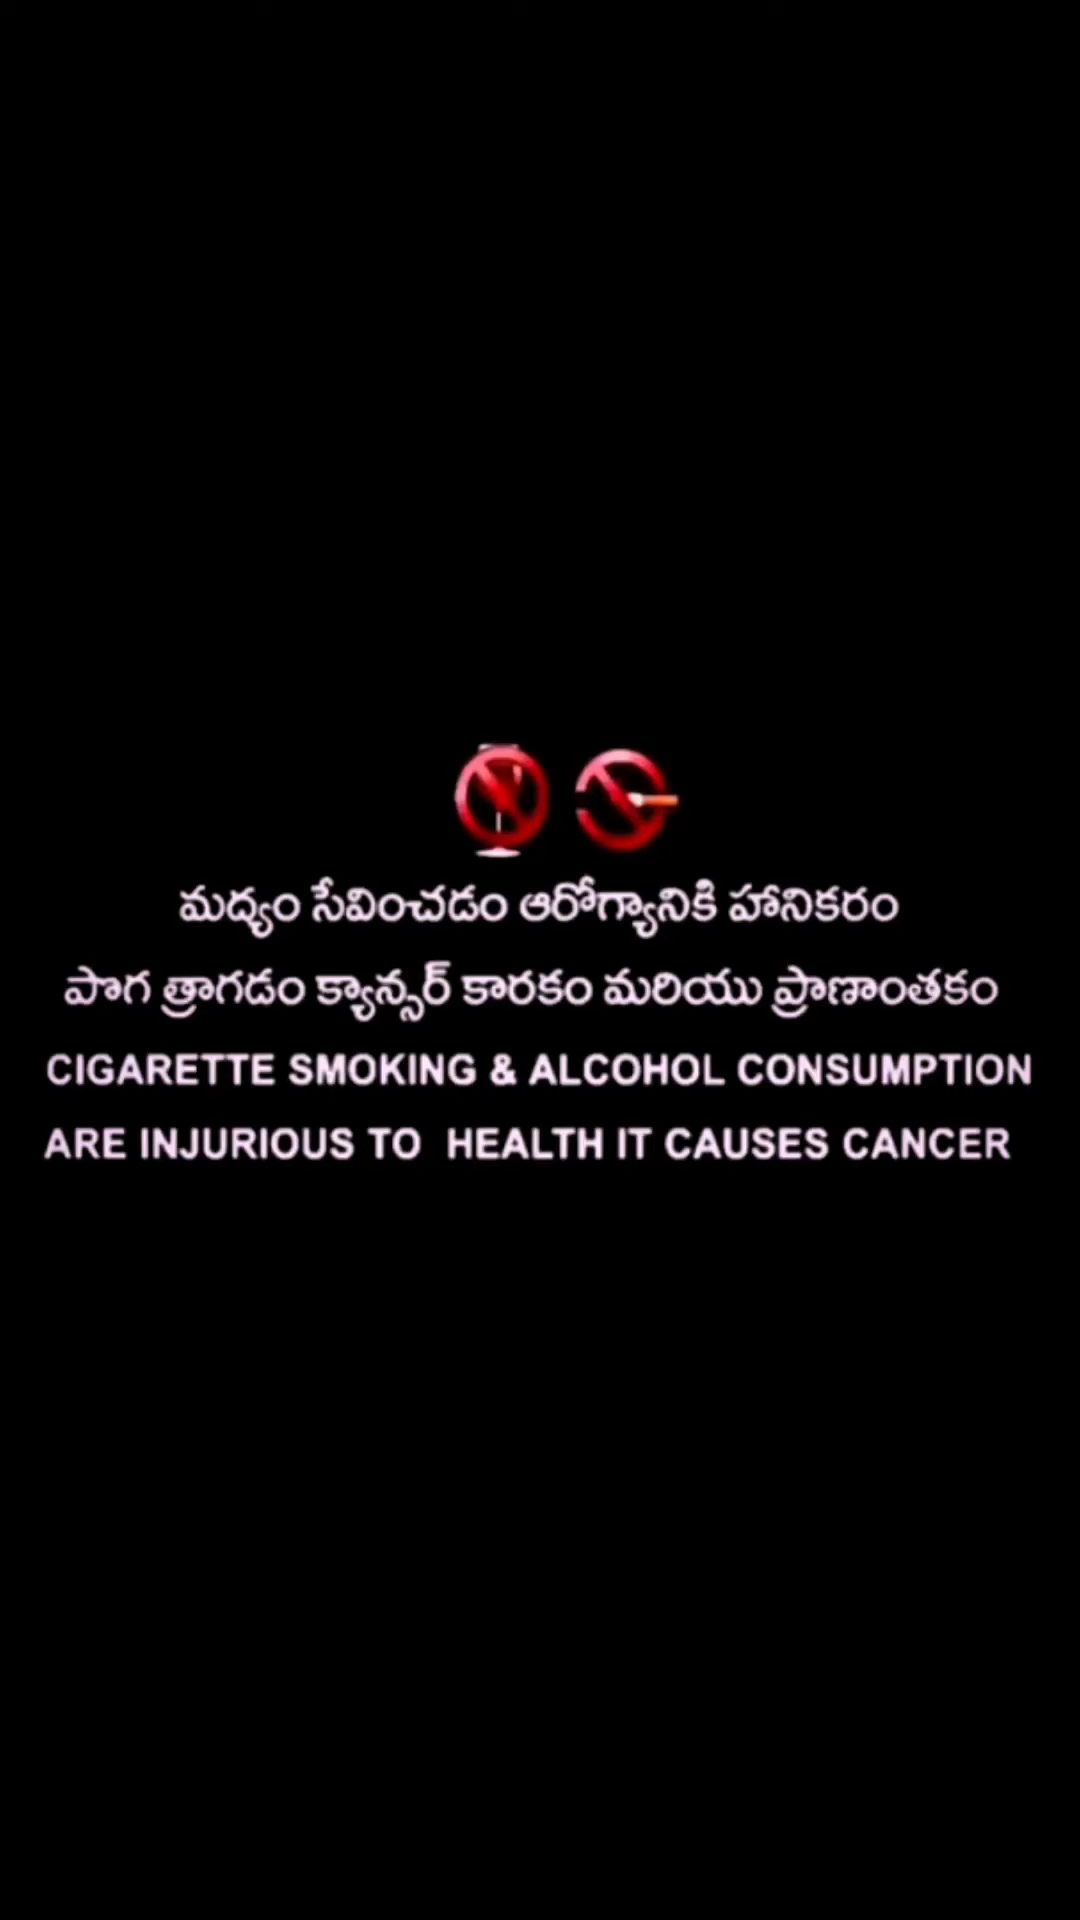 మద్యం సేవించడం ఆరోగ్యానికి హానికరం
పొగ త్రాగడం క్యాన్సర్ కారకం మరియు ప్రాణాంతకం
CIGARETTE SMOKING & ALCOHOL CONSUMPTION
ARE INJURIOUS TO HEALTH IT CAUSES CANCER